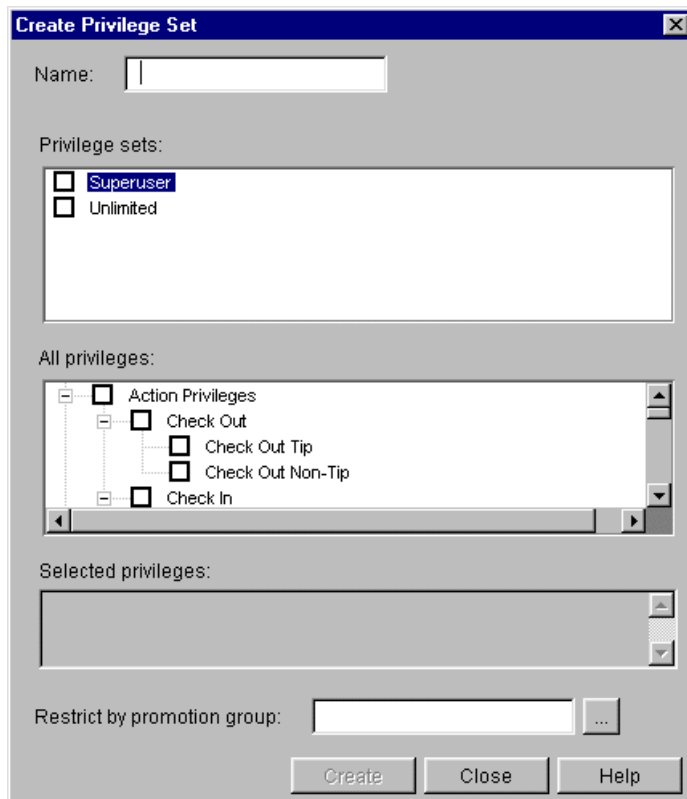 Create Privilege Set
Name:
Privilege sets:
Superuser
Unlimited
All privileges:
Action Privileges
Check Out
Check Out Tip
Check Out Non-Tip
Check In
Selected privileges:
Restrict by promotion group:
...
Create Close Help